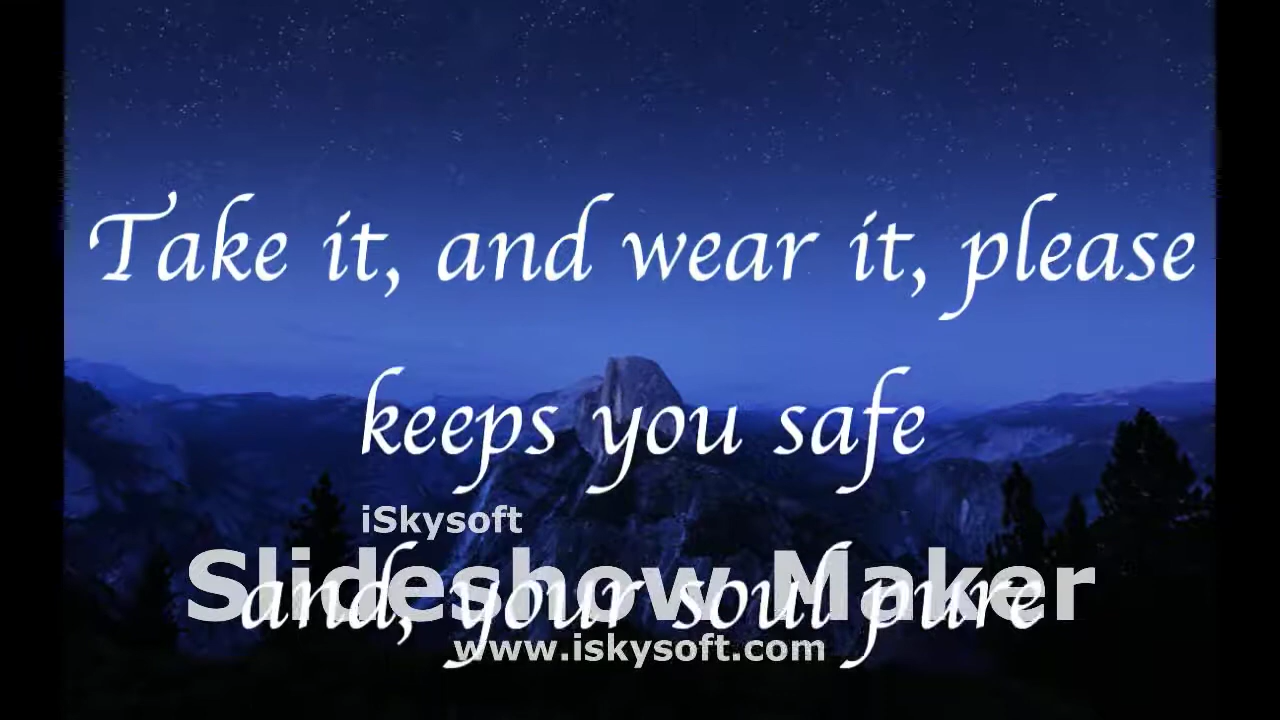 Take it, and wear it, please
keeps you safe
iSkysoft
Slideshow Maker
and, your soul pure
www.iskysoft.com